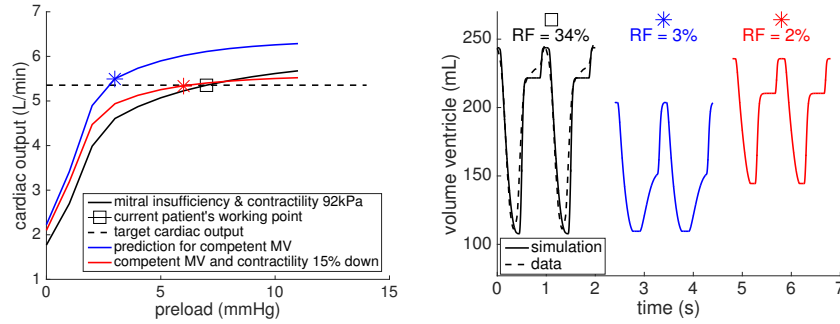 7
6
5
4
3
2
1
0
5
10
15
cardiac output (L/min)
preload (mmHg)
mitral insufficiency & contractility 92kPa
current patient's working point
target cardiac output
prediction for competent MV
competent MV and contractility 15% down
RF = 34%
RF = 3%
RF = 2%
250
200
150
100
volume ventricle (mL)
simulation
data
0
1
2
3
4
5
6
7
time (s)